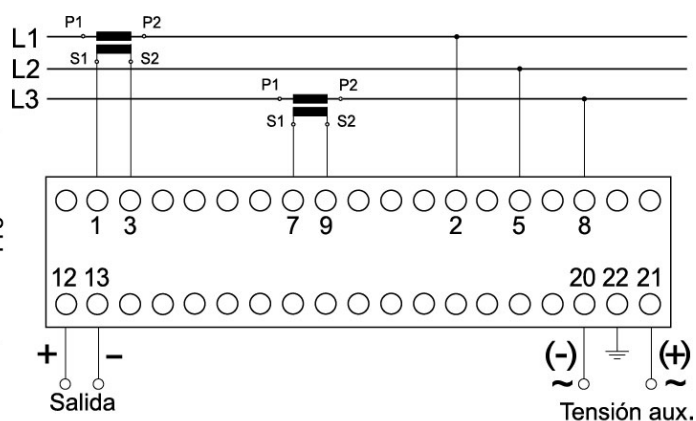 P1 P2
L1
S1 S2
L2
P1 P2
L3
S1 S2
1 3 7 9 2 5 8
12 13 20 22 21
+ – (-) (+)
~ ~
Salida
Tensión aux.